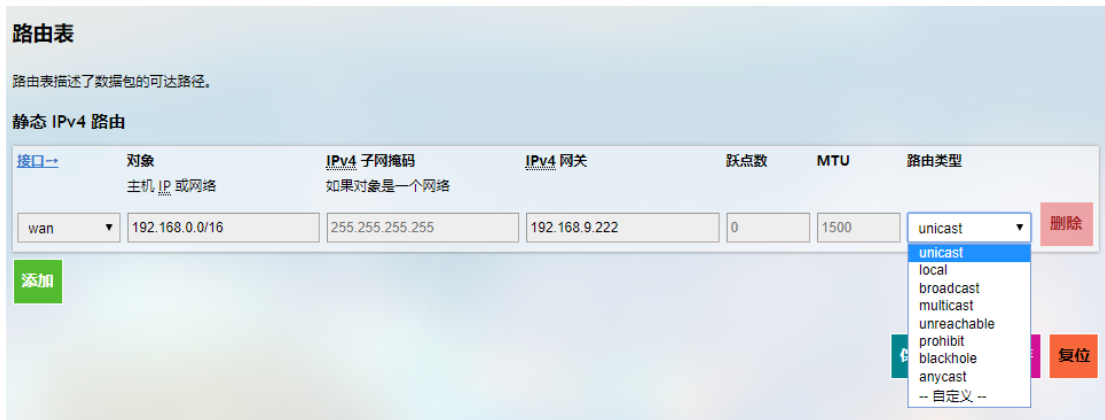 路由表
路由表描述了数据包的可达路径。
静态 IPv4 路由
接口→ 对象 IPv4 子网掩码 IPv4 网关 跃点数 MTU 路由类型
主机 IP 或网络 如果对象是一个网络
wan 192.168.0.0/16 255.255.255.255 192.168.9.222 0 1500 unicast 删除
unicast
添加
local
broadcast
multicast
unreachable
prohibit
复位
blackhole
anycast
-- 自定义 --